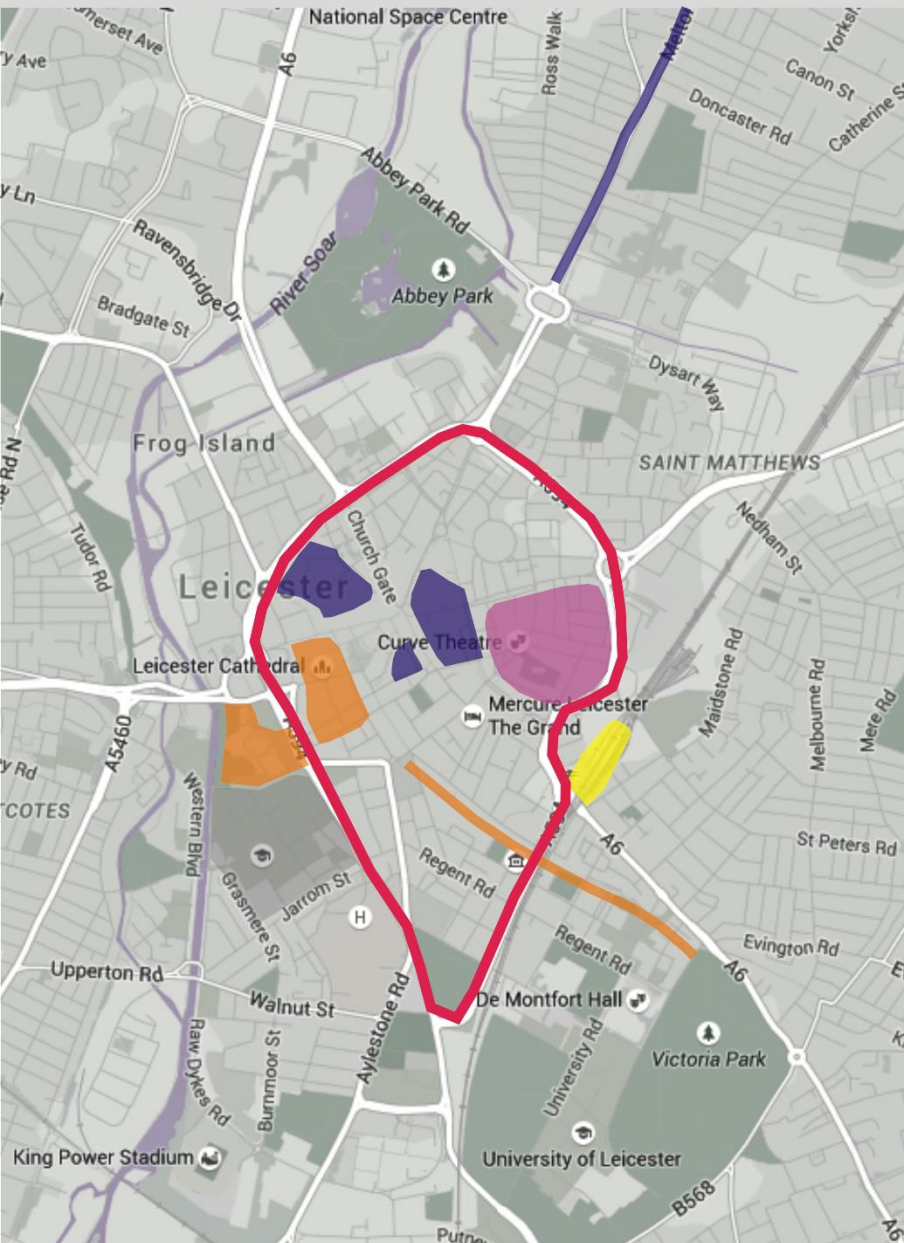 National Space Centre
A6
Ross Walk
Canon St
Doncaster Rd
Abbey Park Rd
Ravensbridge Dr
River Soar
Abbey Park
Bradgate St
Dysart Way
Frog Island
SAINT MATTHEWS
Nedham St
Tudor Rd
Church Gate
Leicester
Curve Theatre
Leicester Cathedral
Maidstone Rd
Melbourne Rd
Mere Rd
Mercure Leicester
The Grand
A5460
Western Blvd
A6
St Peters Rd
Regent Rd
Grasmere St
Jarrom St
H
Regent Rd
Evington Rd
A6
Upperton Rd
Walnut St
De Montfort Hall
Aylestone Rd
University Rd
Victoria Park
Raw Dykes Rd
Burnmoor St
King Power Stadium
University of Leicester
B568
A6